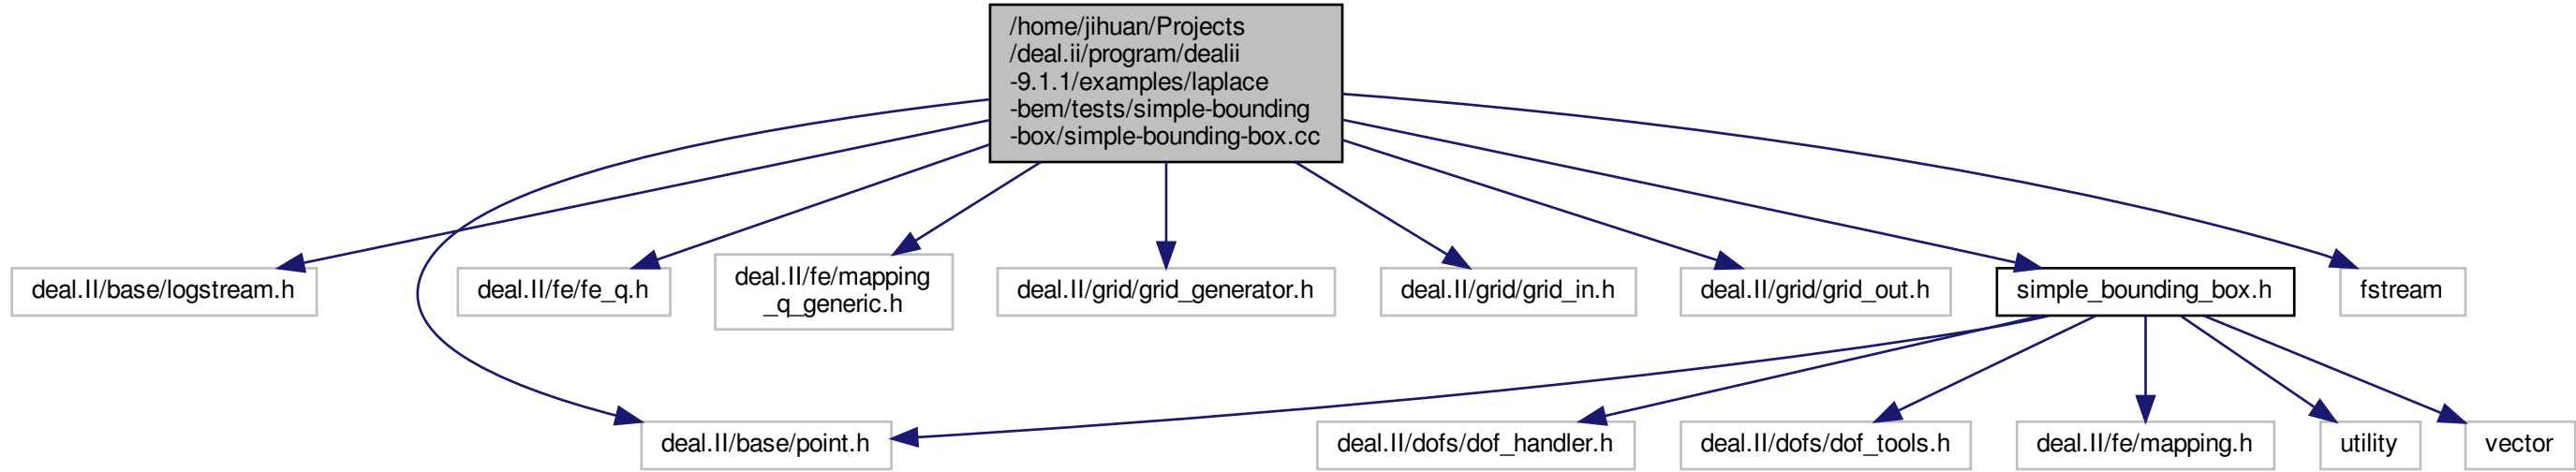 /home/jihuan/Projects
/deal.ii/program/dealii
-9.1.1/examples/laplace
-bem/tests/simple-bounding
-box/simple-bounding-box.cc
deal.II/base/logstream.h
deal.II/fe/fe_q.h
deal.II/fe/mapping
_q_generic.h
deal.II/grid/grid_generator.h
deal.II/grid/grid_in.h
deal.II/grid/grid_out.h
simple_bounding_box.h
fstream
deal.II/base/point.h
deal.II/dofs/dof_handler.h
deal.II/dofs/dof_tools.h
deal.II/fe/mapping.h
utility
vector